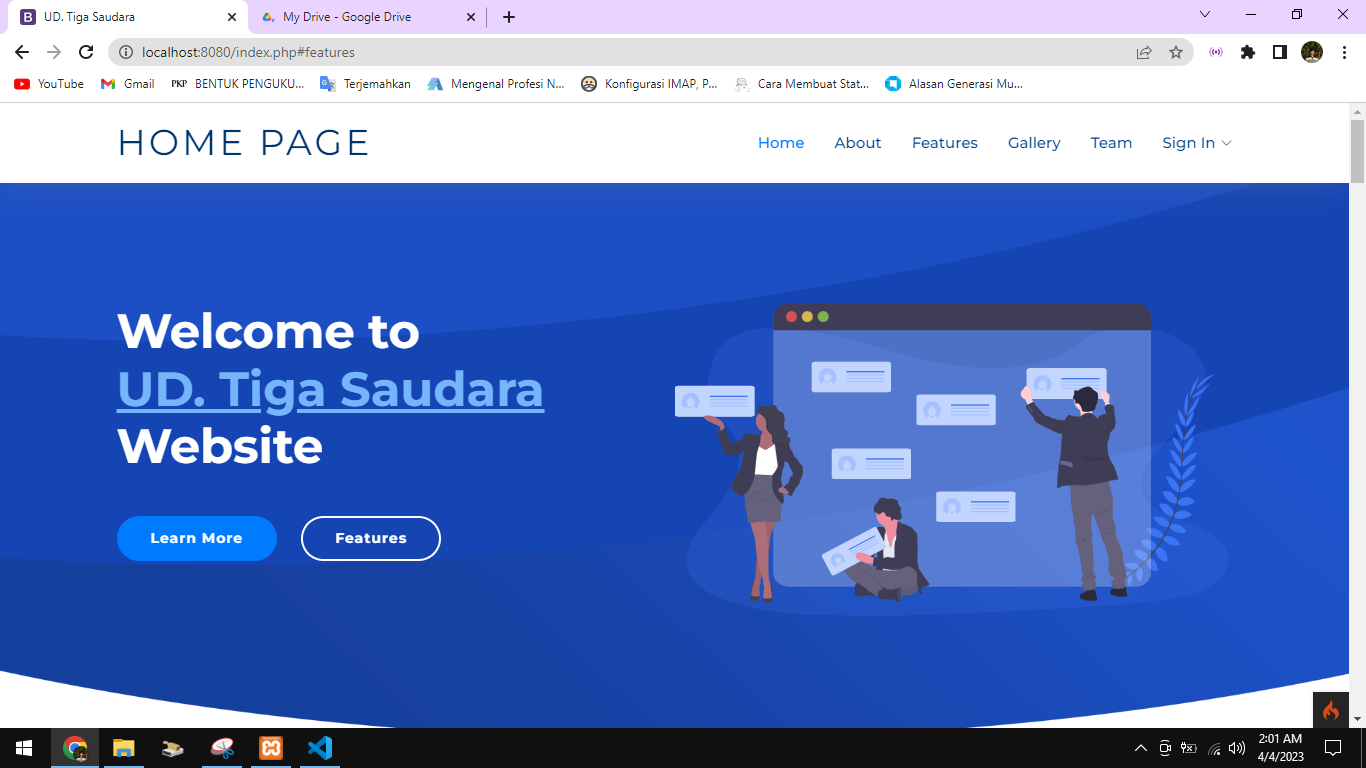 UD. Tiga Saudara
My Drive - Google Drive
localhost:8080/index.php#features
YouTube
Gmail
PKP BENTUK PENGUKU...
Terjemahkan
Mengenal Profesi N...
Konfigurasi IMAP, P...
Cara Membuat Stat...
Alasan Generasi Mu...
HOME PAGE
Home
About
Features
Gallery
Team
Sign In
Welcome to
UD. Tiga Saudara
Website
Learn More
Features
2:01 AM
4/4/2023